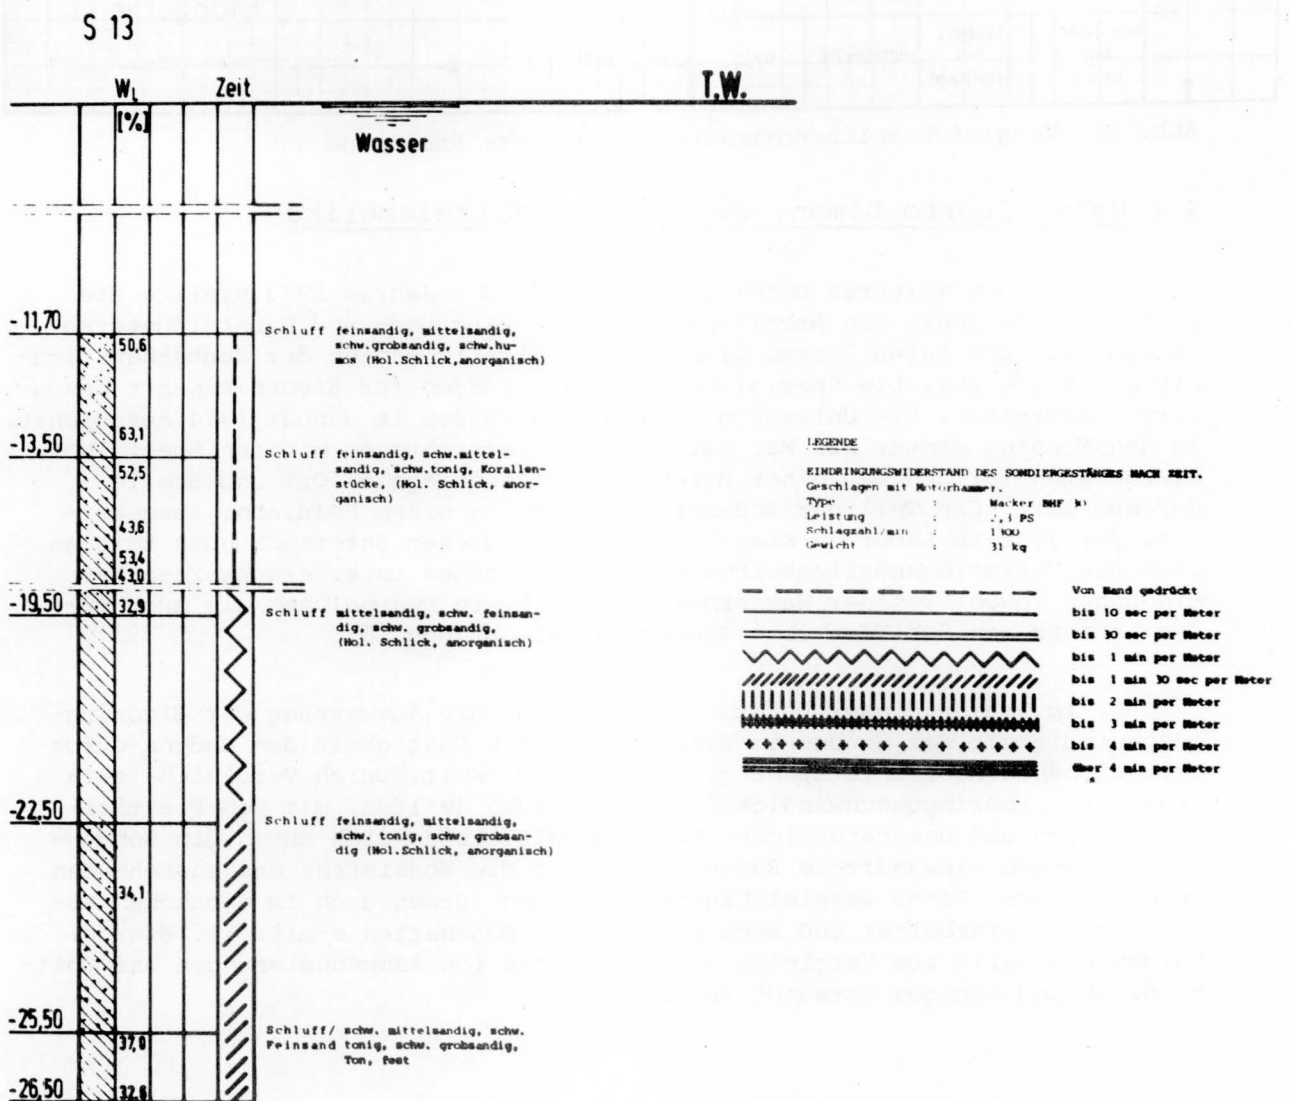 S 13
WL
[%]
Zeit
T.W.
Wasser
-11,70
50,6
Schluff feinsandig, mittelsandig,
schw.grobsandig, schw.hu-
mos (Hol.Schlick,anorganisch)
63,1
-13,50
52,5
Schluff feinsandig, schw.mittel-
sandig, schw.tonig, Korallen-
stücke, (Hol. Schlick, anor-
ganisch)
43,6
53,4
43,0
-19,50
32,9
Schluff mittelsandig, schw. feinsan-
dig, schw. grobsandig,
(Hol. Schlick, anorganisch)
-22,50
Schluff feinsandig, mittelsandig,
schw. tonig, schw. grobsan-
dig (Hol.Schlick, anorganisch)
34,1
-25,50
37,0
Schluff/ schw. mittelsandig, schw.
Feinsand tonig, schw. grobsandig,
Ton, fest
-26,50
32,6
LEGENDE
EINDRINGUNGSWIDERSTAND DES SONDIERGESTÄNGES NACH ZEIT.
Geschlagen mit Motorhammer.
Type : Wacker BHF
Leistung : PS
Schlagzahl/min :
Gewicht : 31 kg
Von Hand gedrückt
bis 10 sec per Meter
bis 30 sec per Meter
bis 1 min per Meter
bis 1 min 30 sec per Meter
bis 2 min per Meter
bis 3 min per Meter
bis 4 min per Meter
über 4 min per Meter